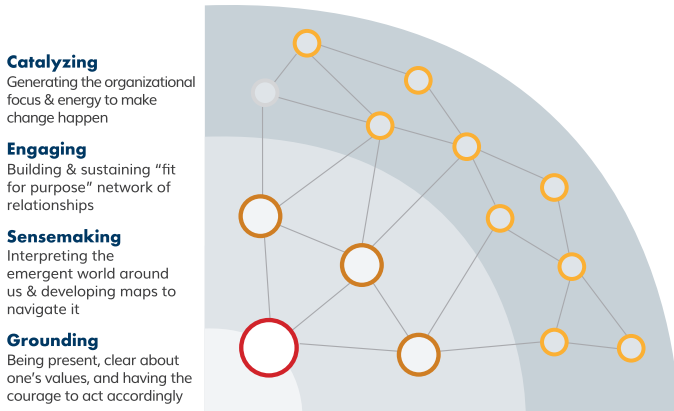 Catalyzing
Generating the organizational
focus & energy to make
change happen
Engaging
Building & sustaining “fit
for purpose” network of
relationships
Sensemaking
Interpreting the
emergent world around
us & developing maps to
navigate it
Grounding
Being present, clear about
one’s values, and having the
courage to act accordingly